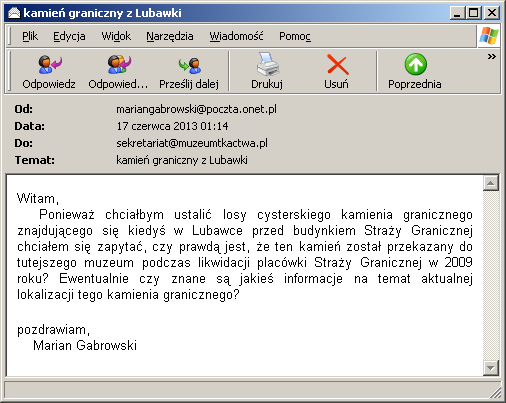 kamień graniczny z Lubawki
Plik Edycja Widok Narzędzia Wiadomość Pomoc
Odpowiedz Odpowied... Prześlij dalej Drukuj Usuń Poprzednia »
Od: mariangabrowski@poczta.onet.pl
Data: 17 czerwca 2013 01:14
Do: sekretariat@muzeumtkactwa.pl
Temat: kamień graniczny z Lubawki
Witam,
Ponieważ chciałbym ustalić losy cysterskiego kamienia granicznego
znajdującego się kiedyś w Lubawce przed budynkiem Straży Granicznej
chciałem się zapytać, czy prawdą jest, że ten kamień został przekazany do
tutejszego muzeum podczas likwidacji placówki Straży Granicznej w 2009
roku? Ewentualnie czy znane są jakieś informacje na temat aktualnej
lokalizacji tego kamienia granicznego?
pozdrawiam,
Marian Gabrowski